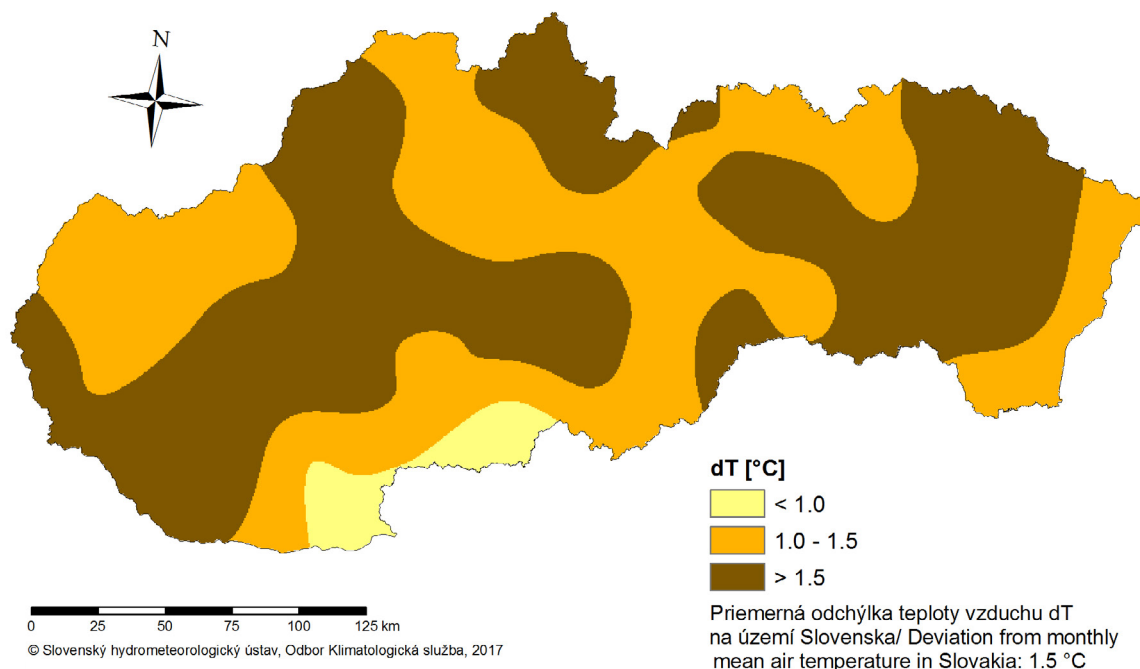 N
dT [°C]
< 1.0
1.0 - 1.5
> 1.5
0 25 50 75 100 125 km
© Slovenský hydrometeorologický ústav, Odbor Klimatologická služba, 2017
Priemerná odchýlka teploty vzduchu dT
na území Slovenska/ Deviation from monthly
mean air temperature in Slovakia: 1.5 °C